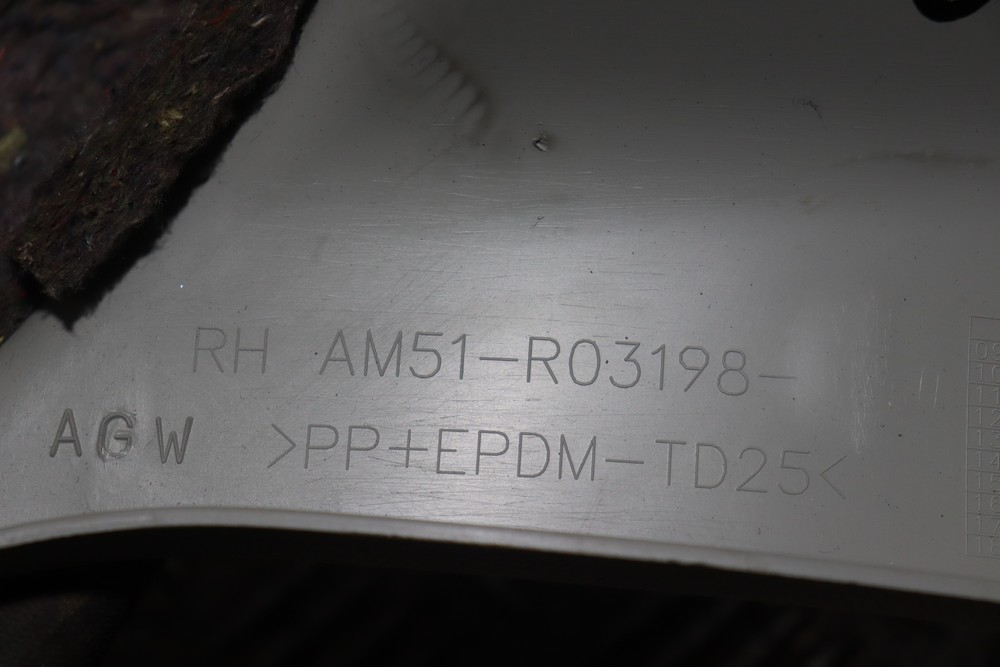 RH AM51-R03198-
AGW >PP+EPDM-TD25<